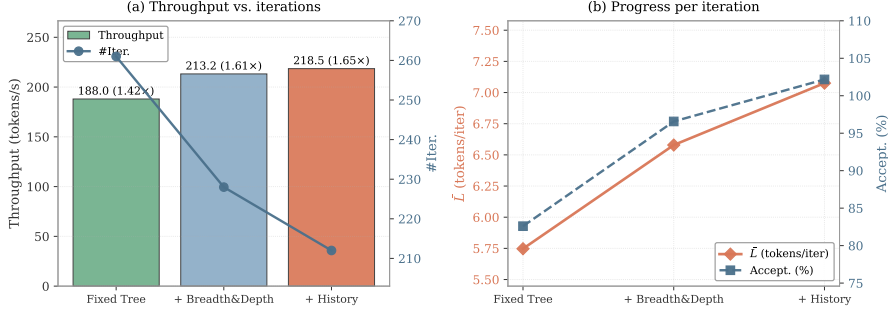 (a) Throughput vs. iterations
Throughput (tokens/s)
250
200
150
100
50
0
Throughput
#Iter.
188.0 (1.42×)
213.2 (1.61×)
218.5 (1.65×)
270
260
250
240
230
220
210
#Iter.
Fixed Tree
+ Breadth&Depth
+ History
(b) Progress per iteration
L̄ (tokens/iter)
7.50
7.25
7.00
6.75
6.50
6.25
6.00
5.75
5.50
110
105
100
95
90
85
80
75
Accept. (%)
L̄ (tokens/iter)
Accept. (%)
Fixed Tree
+ Breadth&Depth
+ History